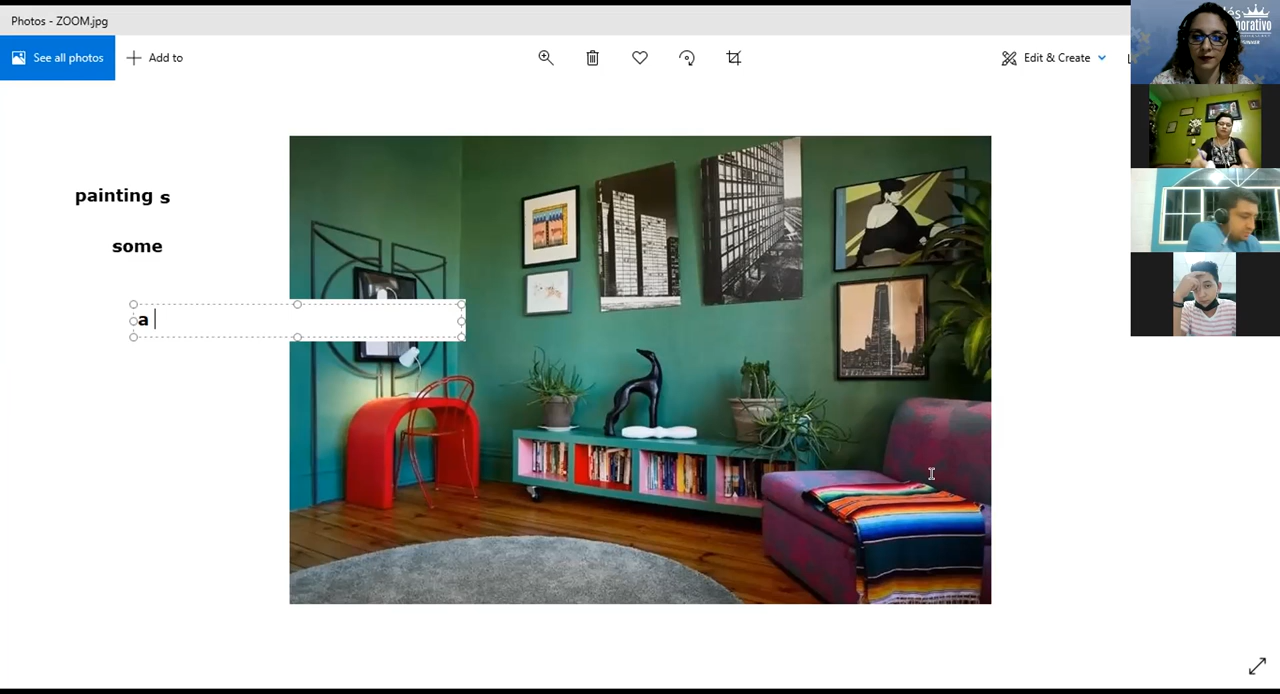 Photos - ZOOM.jpg
See all photos
Add to
Edit & Create
painting s
some
a